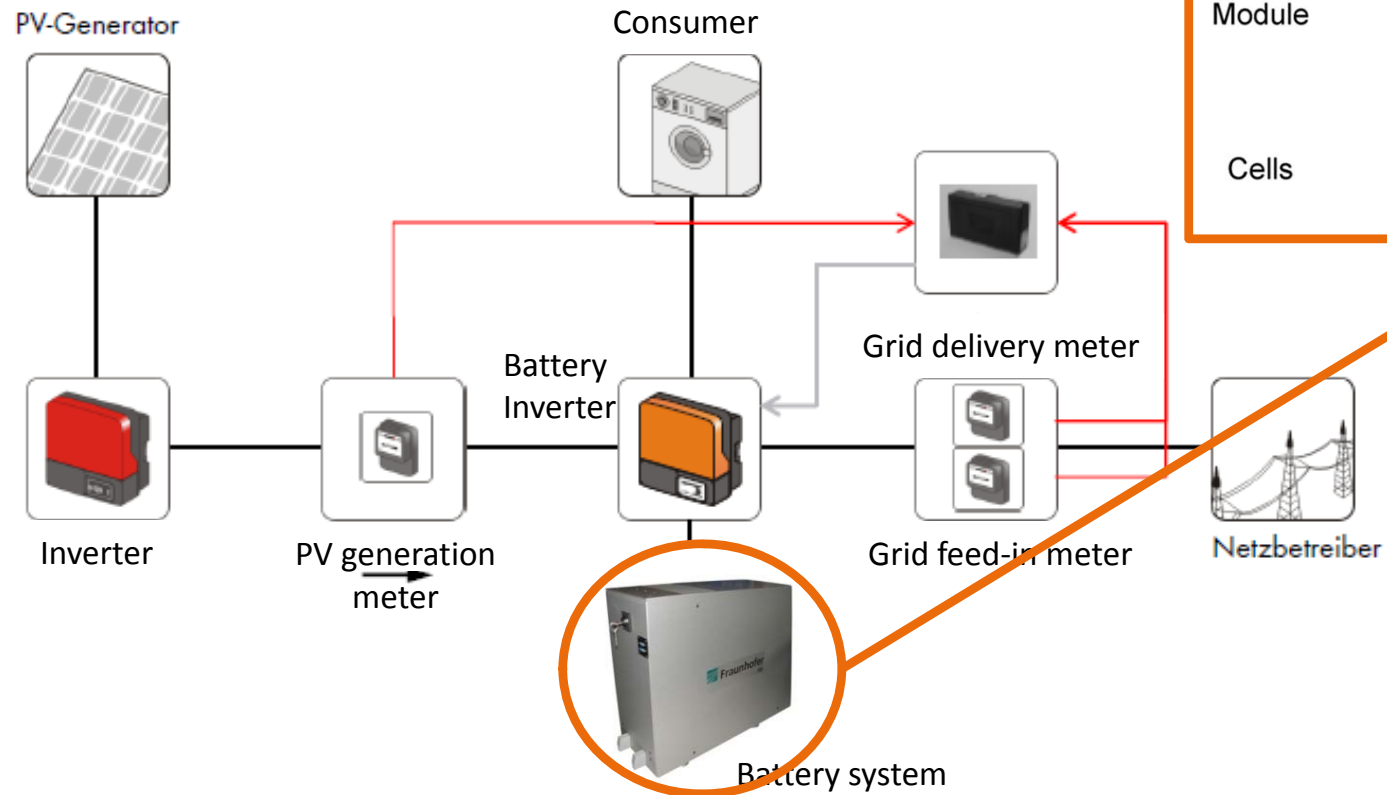 PV-Generator
Consumer
Module
Cells
Grid delivery meter
Battery
Inverter
Inverter
PV generation
meter
Grid feed-in meter
Netzbetreiber
Fraunhofer
Battery system